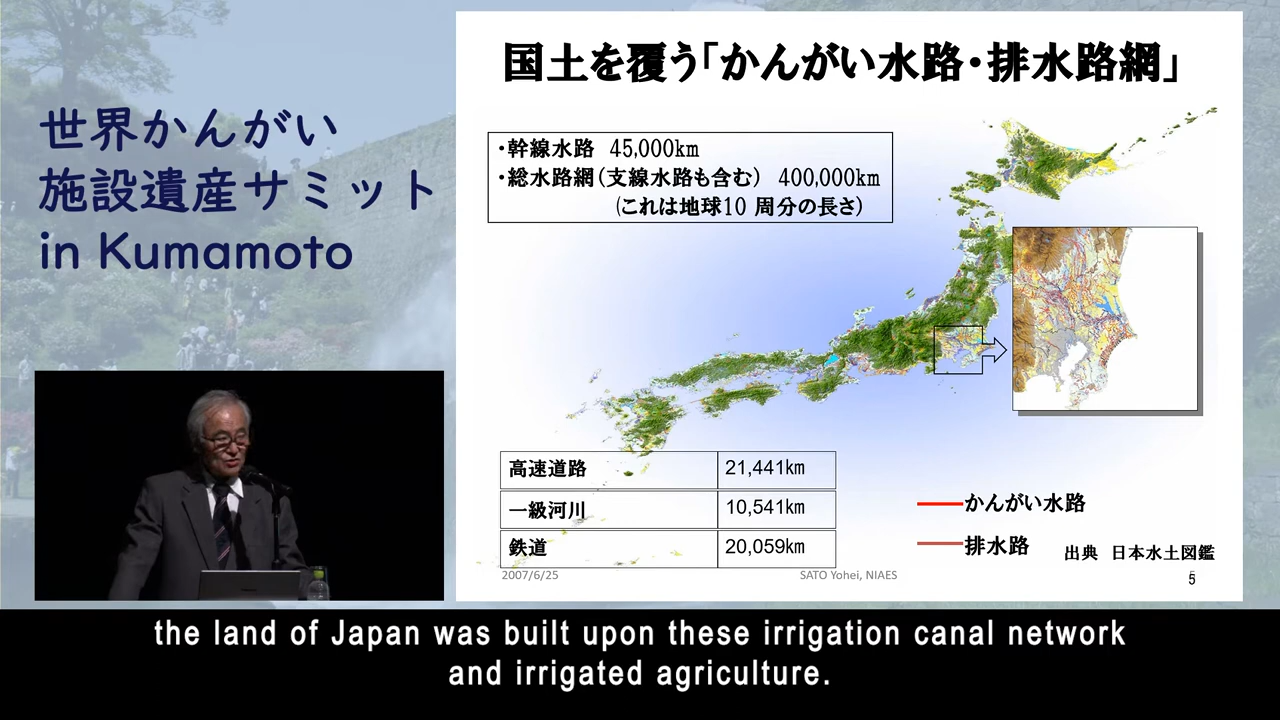 世界かんがい
施設遺産サミット
in Kumamoto
国土を覆う「かんがい水路・排水路網」
・幹線水路 45,000km
・総水路網(支線水路も含む) 400,000km
(これは地球10 周分の長さ)
高速道路 21,441km
一級河川 10,541km
鉄道 20,059km
かんがい水路
排水路
出典 日本水土図鑑
2007/6/25
SATO Yohei, NIAES
5
the land of Japan was built upon these irrigation canal network
and irrigated agriculture.